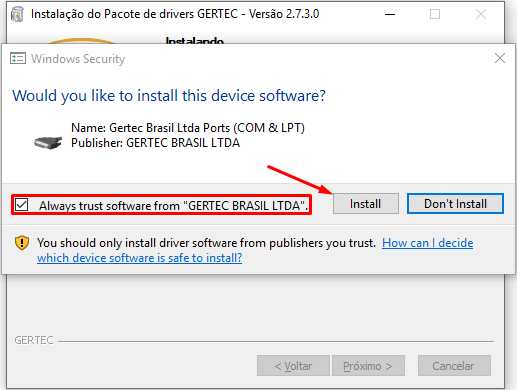 Instalação do Pacote de drivers GERTEC - Versão 2.7.3.0
Instalando
Windows Security
Would you like to install this device software?
Name: Gertec Brasil Ltda Ports (COM & LPT)
Publisher: GERTEC BRASIL LTDA
Always trust software from "GERTEC BRASIL LTDA".
Install
Don't Install
You should only install driver software from publishers you trust. How can I decide
which device software is safe to install?
GERTEC
< Voltar
Próximo >
Cancelar